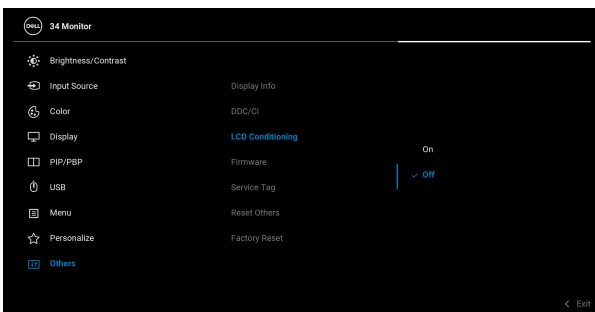 DELL
34 Monitor
Brightness/Contrast
Input Source
Color
Display
PIP/PBP
USB
Menu
Personalize
Others
Display Info
DDC/CI
LCD Conditioning
Firmware
Service Tag
Reset Others
Factory Reset
On
Off
Exit